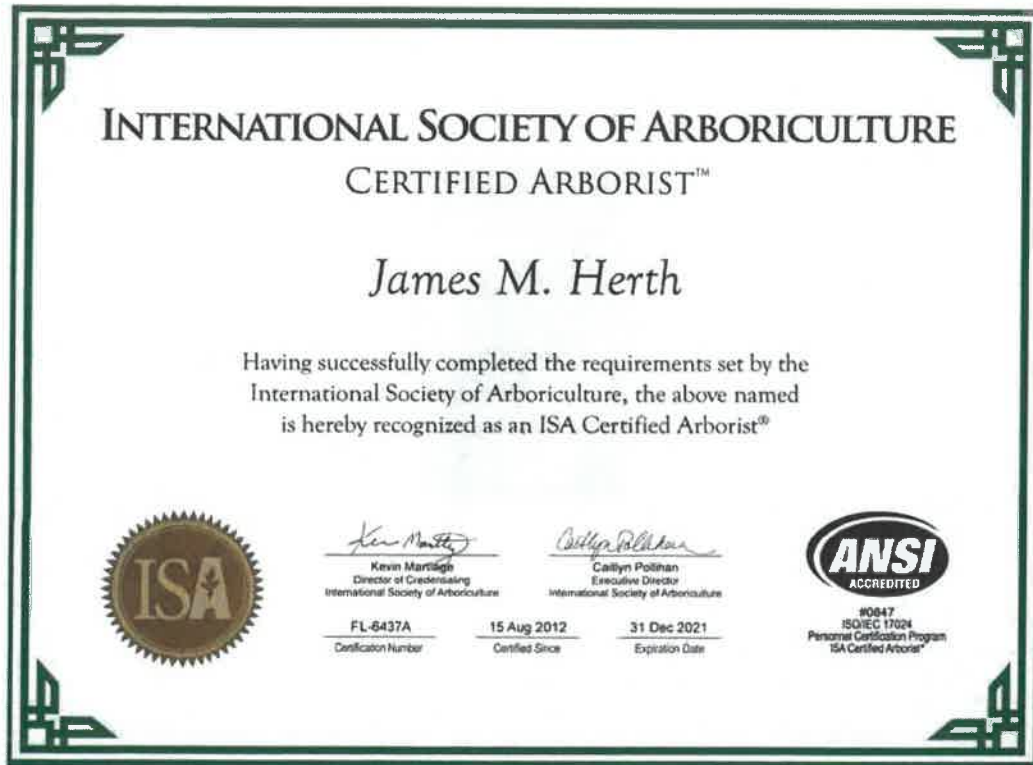 INTERNATIONAL SOCIETY OF ARBORICULTURE
CERTIFIED ARBORIST™
James M. Herth
Having successfully completed the requirements set by the
International Society of Arboriculture, the above named
is hereby recognized as an ISA Certified Arborist®
ISA
Kevin Martlage
Director of Credentialing
International Society of Arboriculture
Caitlyn Pollihan
Executive Director
International Society of Arboriculture
FL-6437A
Certification Number
15 Aug 2012
Certified Since
31 Dec 2021
Expiration Date
ANSI
ACCREDITED
#0847
ISO/IEC 17024
Personnel Certification Program
ISA Certified Arborist®